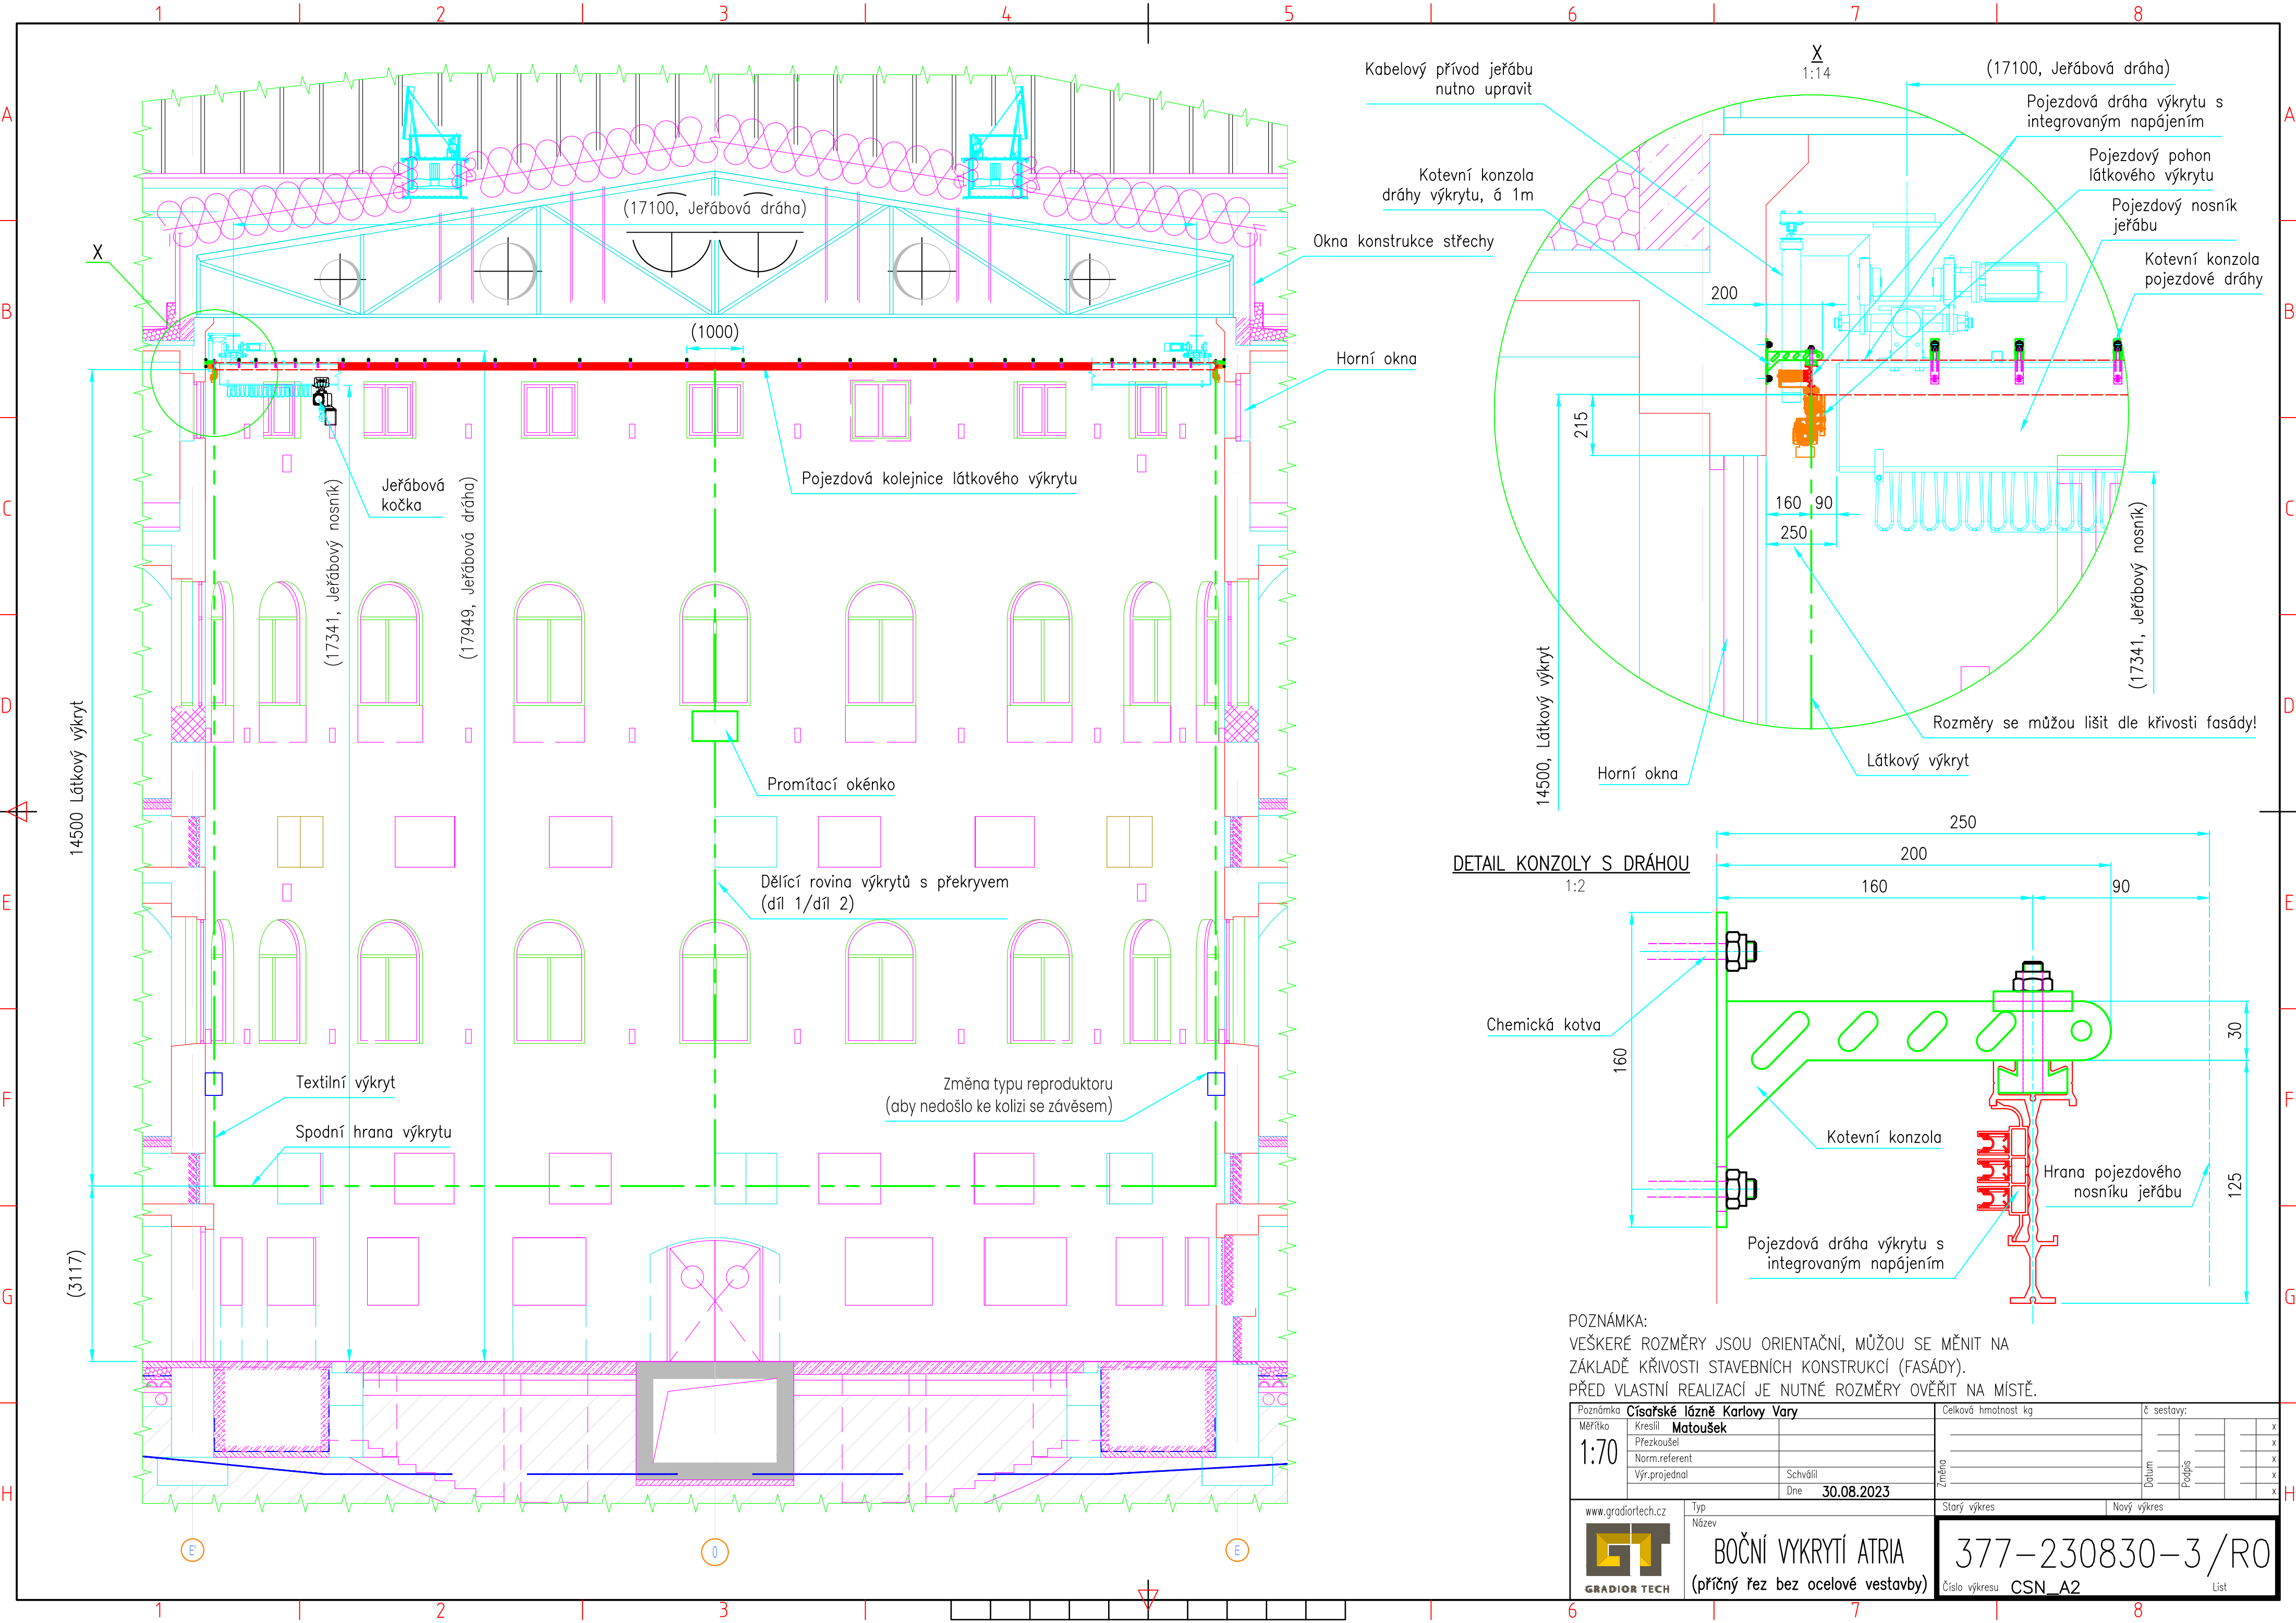 1 2 3 4 5 6 7 8
A
B
C
D
E
F
G
H
X
(17100, Jeřábová dráha)
(1000)
Jeřábová
kočka
(17341, Jeřábový nosník)
(17949, Jeřábová dráha)
Pojezdová kolejnice látkového výkrytu
14500 Látkový výkryt
(3117)
Promítací okénko
Dělící rovina výkrytů s překryvem
(díl 1/díl 2)
Textilní výkryt
Spodní hrana výkrytu
Změna typu reproduktoru
(aby nedošlo ke kolizi se závěsem)
Okna konstrukce střechy
Horní okna
E'
0
E
X
1:14
Kabelový přívod jeřábu
nutno upravit
Kotevní konzola
dráhy výkrytu, á 1m
(17100, Jeřábová dráha)
Pojezdová dráha výkrytu s
integrovaným napájením
Pojezdový pohon
látkového výkrytu
Pojezdový nosník
jeřábu
Kotevní konzola
pojezdové dráhy
200
215
160 90
250
14500, Látkový výkryt
(17341, Jeřábový nosník)
Rozměry se můžou lišit dle křivosti fasády!
Látkový výkryt
Horní okna
DETAIL KONZOLY S DRÁHOU
1:2
250
200
160
90
160
30
125
Chemická kotva
Kotevní konzola
Hrana pojezdového
nosníku jeřábu
Pojezdová dráha výkrytu s
integrovaným napájením
POZNÁMKA:
VEŠKERÉ ROZMĚRY JSOU ORIENTAČNÍ, MŮŽOU SE MĚNIT NA
ZÁKLADĚ KŘIVOSTI STAVEBNÍCH KONSTRUKCÍ (FASÁDY).
PŘED VLASTNÍ REALIZACÍ JE NUTNÉ ROZMĚRY OVĚŘIT NA MÍSTĚ.
Poznámka Císařské lázně Karlovy Vary
Celková hmotnost kg
č sestavy:
Měřítko
1:70
Kreslil Matoušek
Přezkoušel
Norm.referent
Výr.projednal
Schválil
Dne 30.08.2023
Změna
Datum
Podpis
x
x
x
x
x
www.gradiortech.cz
GT
GRADIOR TECH
Typ
Název
BOČNÍ VYKRYTÍ ATRIA
(příčný řez bez ocelové vestavby)
Starý výkres
Nový výkres
377-230830-3/R0
Číslo výkresu CSN_A2
List
1 2 3 6 7 8
A
B
C
D
E
F
G
H